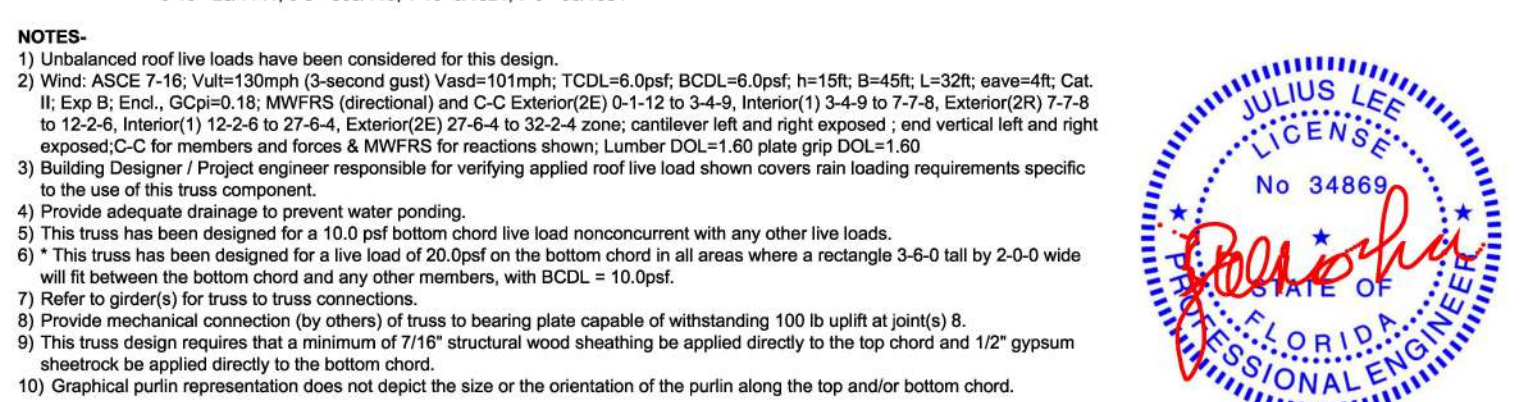 NOTES-
1) Unbalanced roof live loads have been considered for this design.
2) Wind: ASCE 7-16; Vult=130mph (3-second gust) Vasd=101mph; TCDL=6.0psf; BCDL=6.0psf; h=15ft; B=45ft; L=32ft; eave=4ft; Cat.
II; Exp B; Encl., GCpi=0.18; MWFRS (directional) and C-C Exterior(2E) 0-1-12 to 3-4-9, Interior(1) 3-4-9 to 7-7-8, Exterior(2R) 7-7-8
to 12-2-6, Interior(1) 12-2-6 to 27-6-4, Exterior(2E) 27-6-4 to 32-2-4 zone; cantilever left and right exposed ; end vertical left and right
exposed;C-C for members and forces & MWFRS for reactions shown; Lumber DOL=1.60 plate grip DOL=1.60
3) Building Designer / Project engineer responsible for verifying applied roof live load shown covers rain loading requirements specific
to the use of this truss component.
4) Provide adequate drainage to prevent water ponding.
5) This truss has been designed for a 10.0 psf bottom chord live load nonconcurrent with any other live loads.
6) * This truss has been designed for a live load of 20.0psf on the bottom chord in all areas where a rectangle 3-6-0 tall by 2-0-0 wide
will fit between the bottom chord and any other members, with BCDL = 10.0psf.
7) Refer to girder(s) for truss to truss connections.
8) Provide mechanical connection (by others) of truss to bearing plate capable of withstanding 100 lb uplift at joint(s) 8.
9) This truss design requires that a minimum of 7/16" structural wood sheathing be applied directly to the top chord and 1/2" gypsum
sheetrock be applied directly to the bottom chord.
10) Graphical purlin representation does not depict the size or the orientation of the purlin along the top and/or bottom chord.
JULIUS LEE
LICENSE
No 34869
STATE OF
FLORIDA
PROFESSIONAL ENGINEER